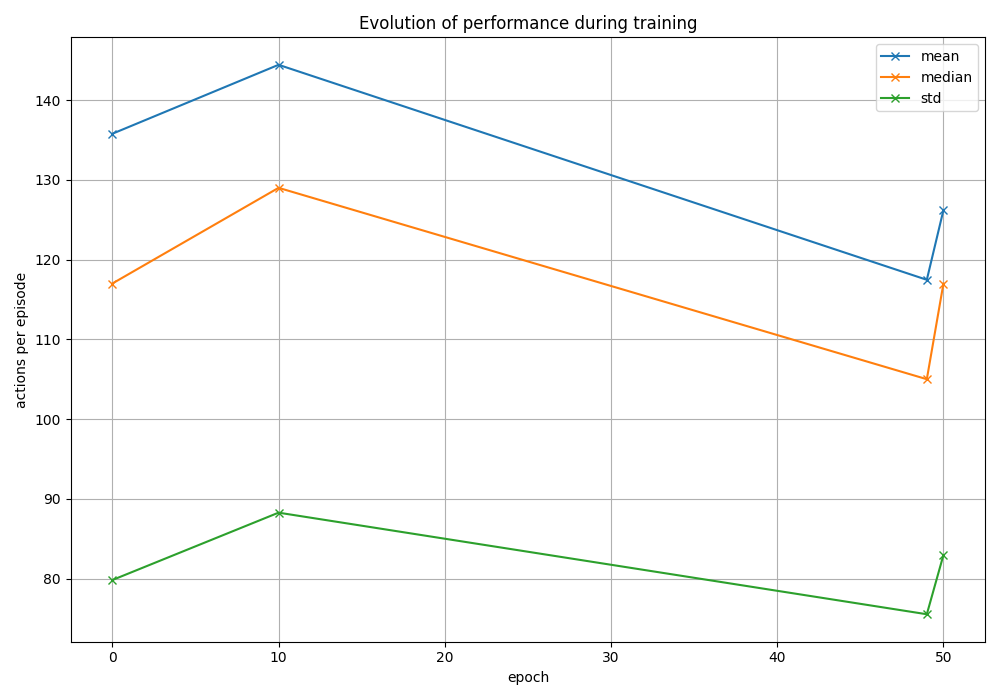 Evolution of performance during training
mean
median
std
actions per episode
140
130
120
110
100
90
80
0 10 20 30 40 50
epoch